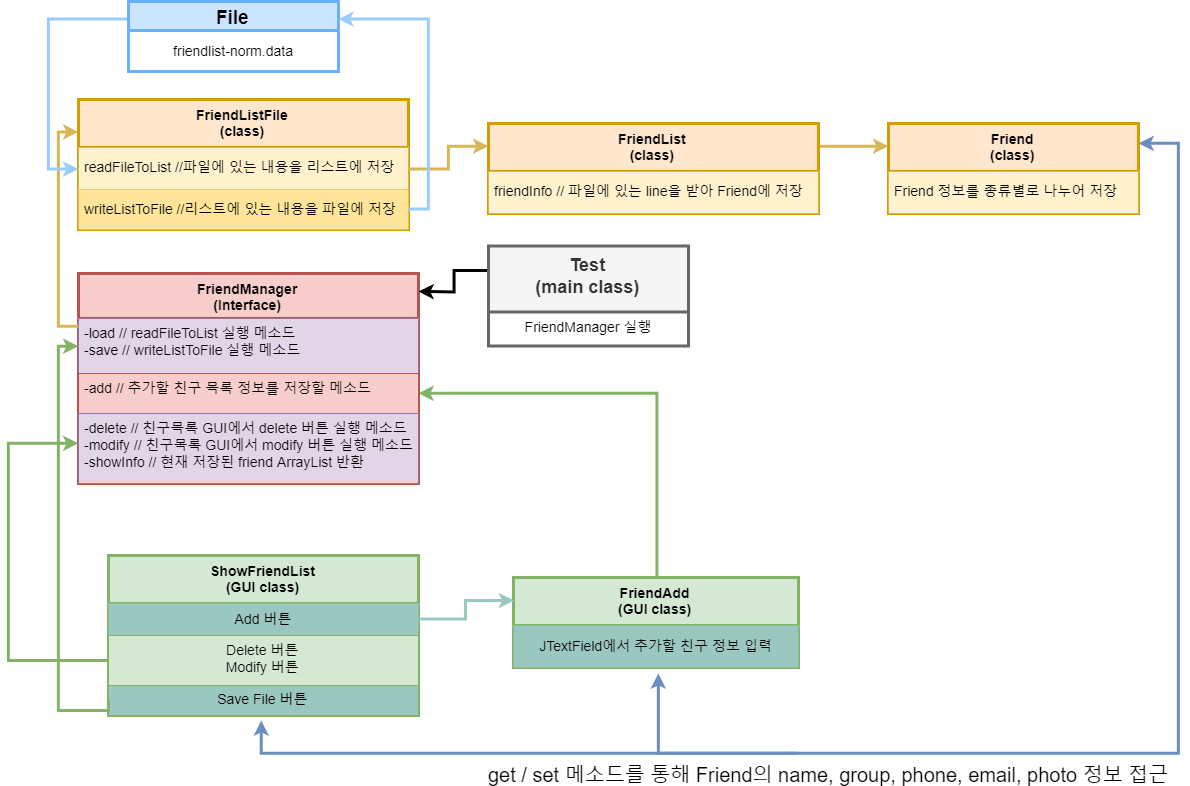 File
friendlist-norm.data
FriendListFile
(class)
readFileToList //파일에 있는 내용을 리스트에 저장
writeListToFile //리스트에 있는 내용을 파일에 저장
FriendList
(class)
friendInfo // 파일에 있는 line을 받아 Friend에 저장
Friend
(class)
Friend 정보를 종류별로 나누어 저장
Test
(main class)
FriendManager 실행
FriendManager
(Interface)
-load // readFileToList 실행 메소드
-save // writeListToFile 실행 메소드
-add // 추가할 친구 목록 정보를 저장할 메소드
-delete // 친구목록 GUI에서 delete 버튼 실행 메소드
-modify // 친구목록 GUI에서 modify 버튼 실행 메소드
-showInfo // 현재 저장된 friend ArrayList 반환
ShowFriendList
(GUI class)
Add 버튼
Delete 버튼
Modify 버튼
Save File 버튼
FriendAdd
(GUI class)
JTextField에서 추가할 친구 정보 입력
get / set 메소드를 통해 Friend의 name, group, phone, email, photo 정보 접근